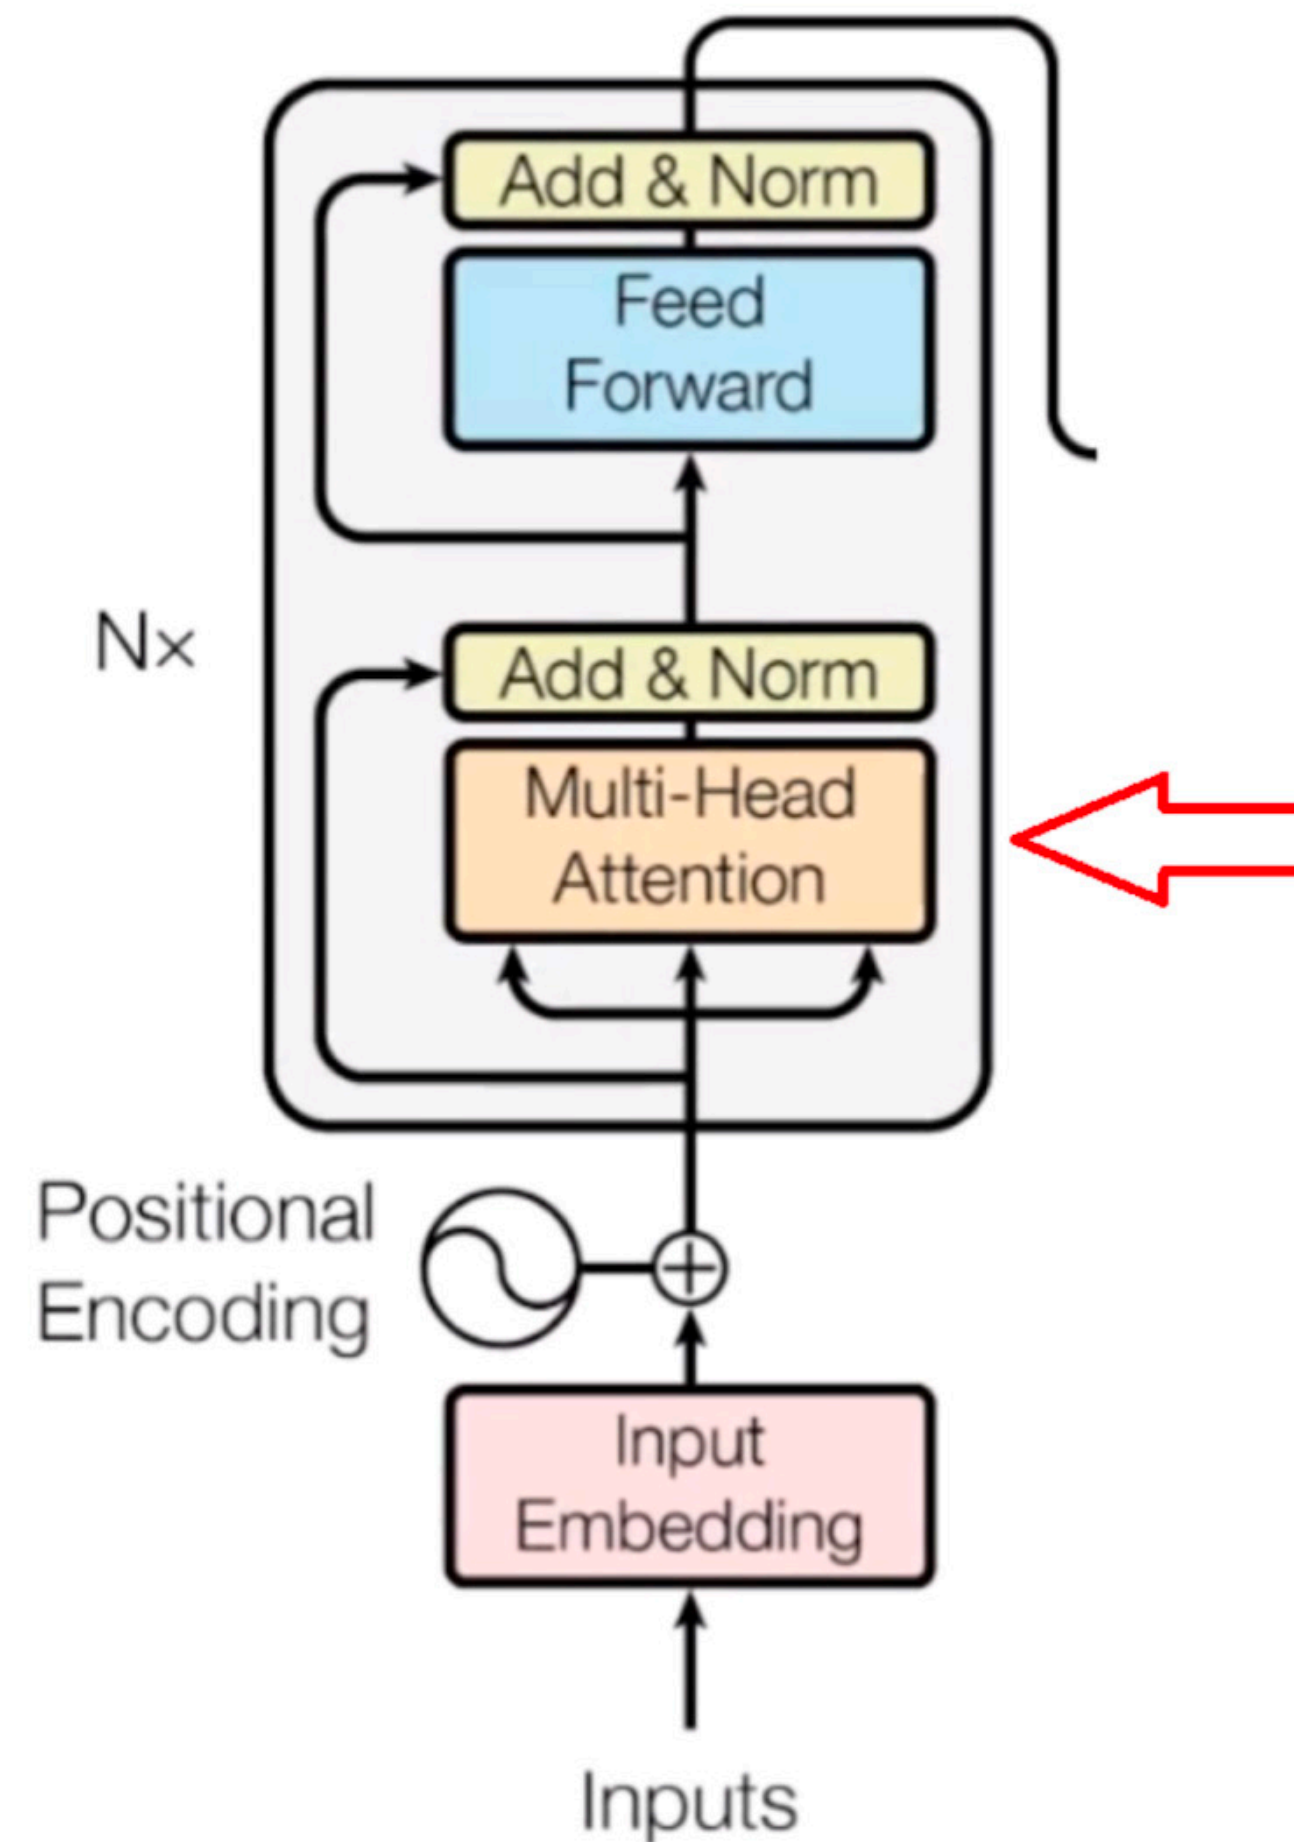 Add & Norm
Feed
Forward
Nx
Add & Norm
Multi-Head
Attention
Positional
Encoding
Input
Embedding
Inputs